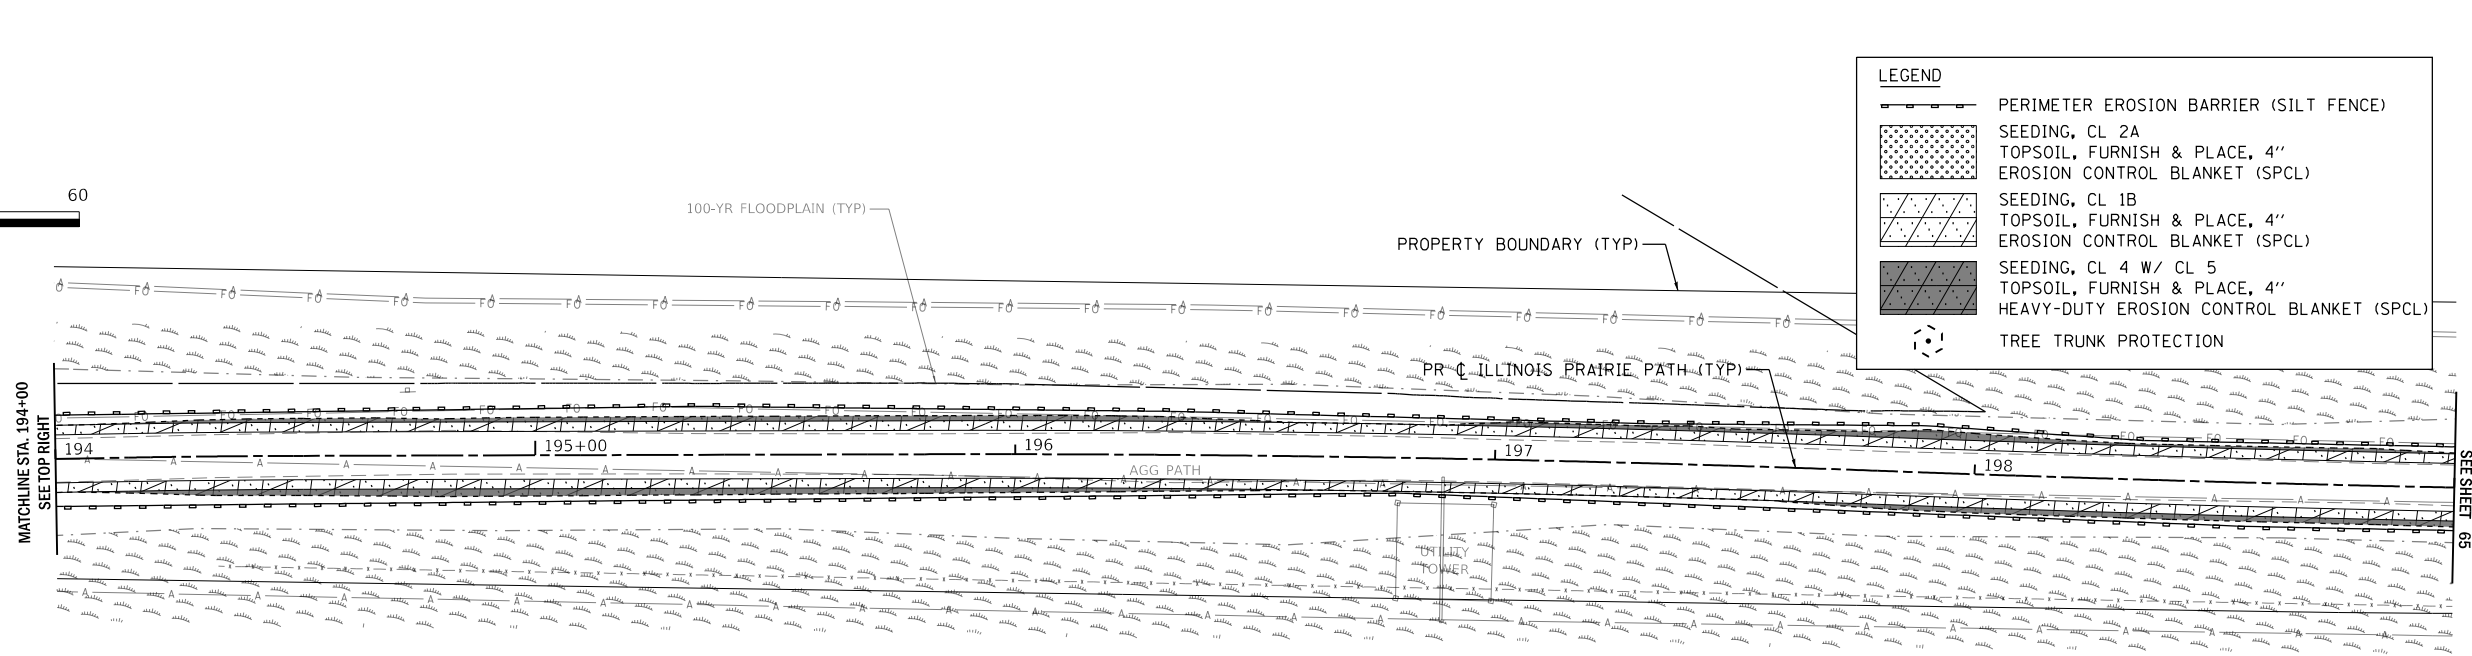 LEGEND
PERIMETER EROSION BARRIER (SILT FENCE)
SEEDING, CL 2A
TOPSOIL, FURNISH & PLACE, 4"
EROSION CONTROL BLANKET (SPCL)
SEEDING, CL 1B
TOPSOIL, FURNISH & PLACE, 4"
EROSION CONTROL BLANKET (SPCL)
SEEDING, CL 4 W/ CL 5
TOPSOIL, FURNISH & PLACE, 4"
HEAVY-DUTY EROSION CONTROL BLANKET (SPCL)
TREE TRUNK PROTECTION
60
100-YR FLOODPLAIN (TYP)
PROPERTY BOUNDARY (TYP)
PR ℄ ILLINOIS PRAIRIE PATH (TYP)
MATCHLINE STA. 194+00
SEE TOP RIGHT
194
195+00
196
197
198
AGG PATH
UTILITY
TOWER
SEE SHEET 65